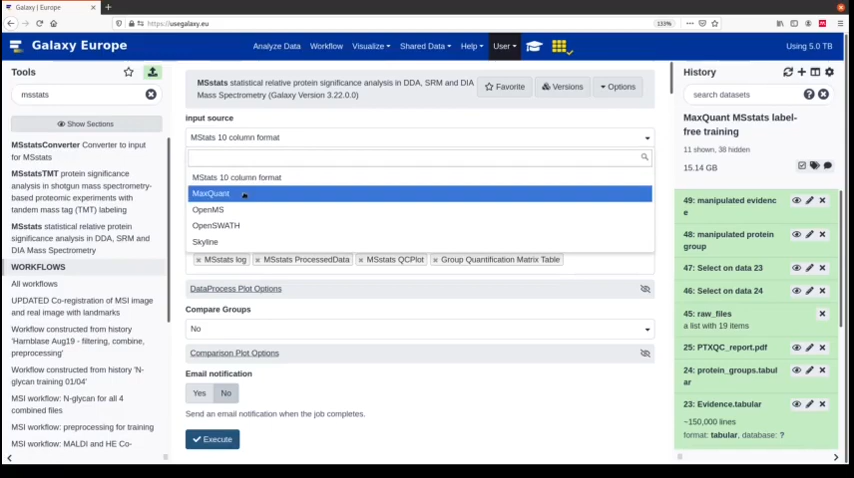 Galaxy | Europe
https://usegalaxy.eu
133%
Galaxy Europe
Analyze Data
Workflow
Visualize
Shared Data
Help
User
Using 5.0 TB
Tools
msstats
Show Sections
MSstatsConverter Converter to input
for MSstats
MSstatsTMT protein significance
analysis in shotgun mass spectrometry-
based proteomic experiments with
tandem mass tag (TMT) labeling
MSstats statistical relative protein
significance analysis in DDA, SRM and
DIA Mass Spectrometry
WORKFLOWS
All workflows
UPDATED Co-registration of MSI image
and real image with landmarks
Workflow constructed from history
'Harnblase Aug19 - filtering, combine,
preprocessing'
Workflow constructed from history 'N-
glycan training 01/04'
MSI workflow: N-glycan for all 4
combined files
MSI workflow: preprocessing for training
MSI workflow: MALDI and HE Co-
MSstats statistical relative protein significance analysis in DDA, SRM and DIA
Mass Spectrometry (Galaxy Version 3.22.0.0)
Favorite
Versions
Options
input source
MStats 10 column format
MStats 10 column format
MaxQuant
OpenMS
OpenSWATH
Skyline
× MSstats log
× MSstats ProcessedData
× MSstats QCPlot
× Group Quantification Matrix Table
DataProcess Plot Options
Compare Groups
No
Comparison Plot Options
Email notification
Yes
No
Send an email notification when the job completes.
Execute
History
search datasets
MaxQuant MSstats label-
free training
11 shown, 38 hidden
15.14 GB
49: manipulated evidenc
e
48: manipulated protein
group
47: Select on data 23
46: Select on data 24
45: raw_files
a list with 19 items
25: PTXQC_report.pdf
24: protein_groups.tabul
ar
23: Evidence.tabular
~150,000 lines
format: tabular, database: ?